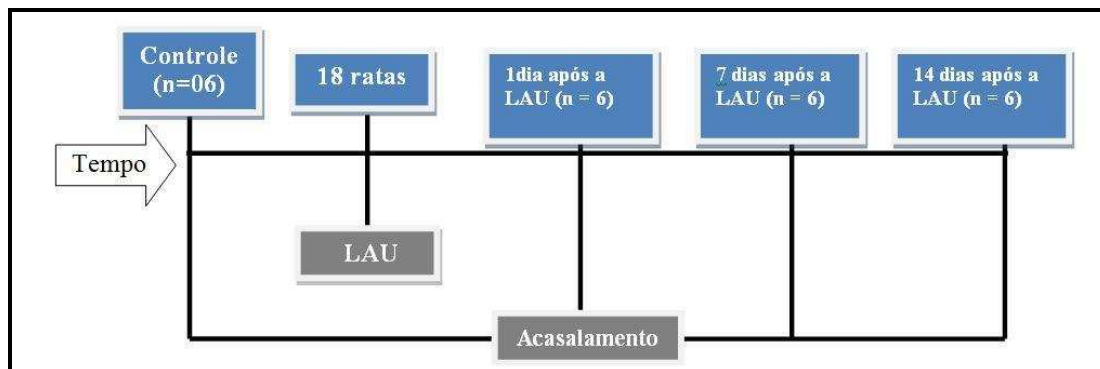 Controle
(n=06)
18 ratas
1dia após a
LAU (n = 6)
7 dias após a
LAU (n = 6)
14 dias após a
LAU (n = 6)
Tempo
LAU
Acasalamento